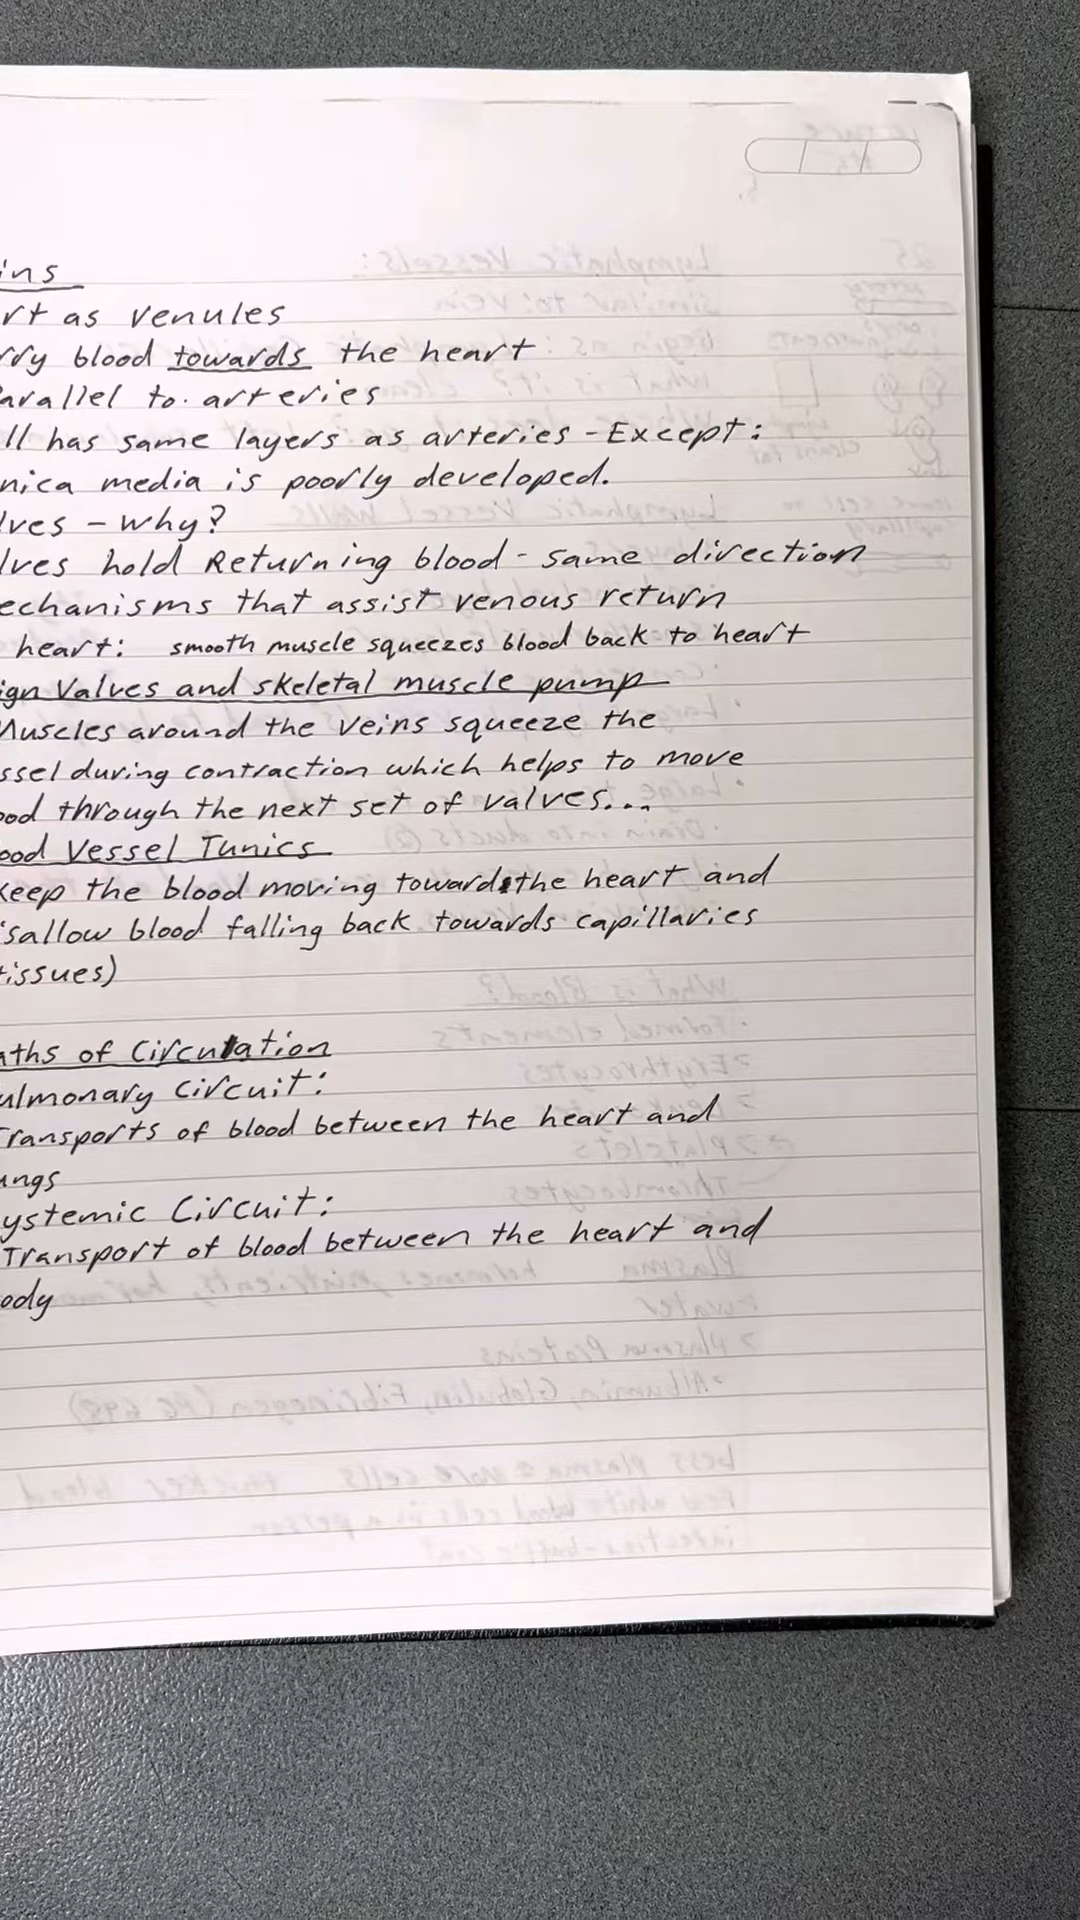 ins
rt as venules
rry blood towards the heart
arallel to arteries
ll has same layers as arteries - Except:
nica media is poorly developed.
lves - Why?
lves hold Returning blood - same direction
echanisms that assist venous return
heart: smooth muscle squeezes blood back to heart
ign Valves and skeletal muscle pump
Muscles around the veins squeeze the
ssel during contraction which helps to move
ood through the next set of valves...
ood Vessel Tunics
keep the blood moving towards the heart and
isallow blood falling back towards capillaries
tissues)
aths of Circulation
ulmonary Circuit:
Transports of blood between the heart and
ungs
ystemic Circuit:
Transport of blood between the heart and
ody